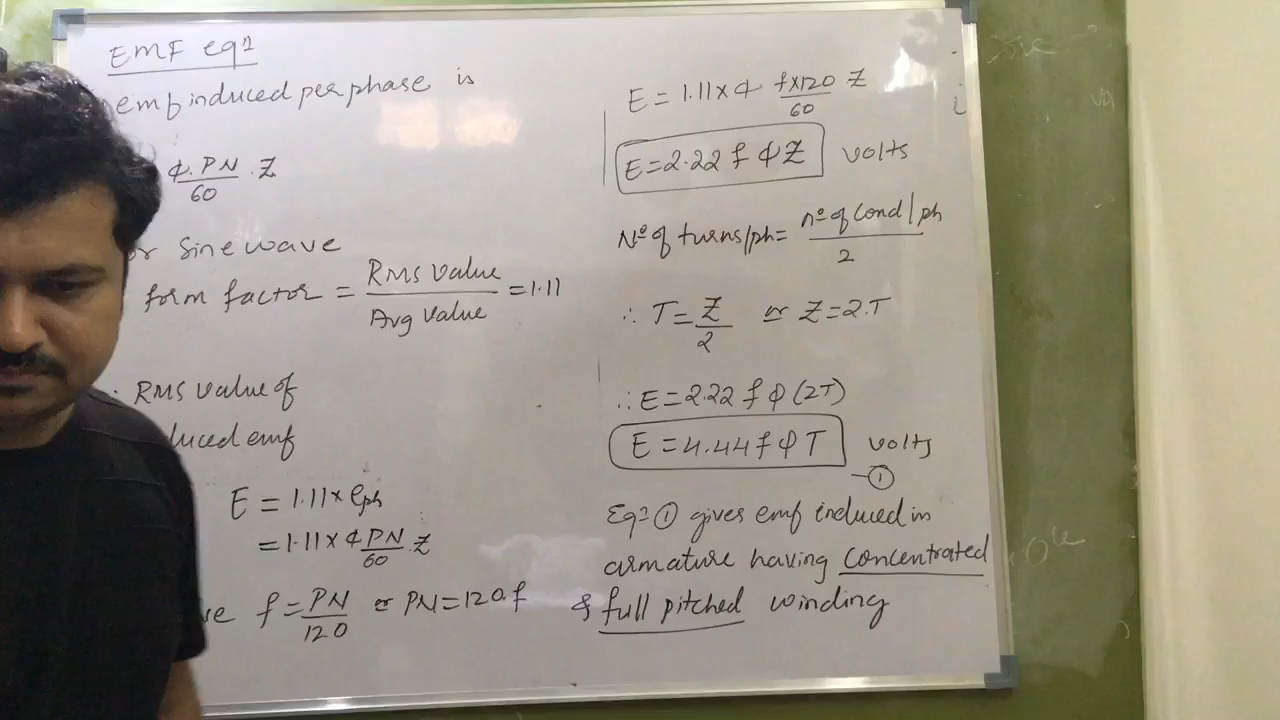 EMF eqⁿ
emf induced per phase is
φ.PN/60 .Z
or Sine wave
form factor = RMS Value/Avg Value = 1.11
RMS value of
duced emf
E = 1.11 × eph
= 1.11 × φ PN/60 .Z
ve f = PN/120 or PN = 120.f
E = 1.11 × φ f×120/60 Z
E = 2.22 f φ Z volts
Nº of turns/ph = nº of Cond/ph / 2
∴ T = Z/2 or Z = 2.T
∴ E = 2.22 f φ (2T)
E = 4.44 f φ T volts
—①
Eqⁿ ① gives emf induced in
armature having concentrated
& full pitched winding